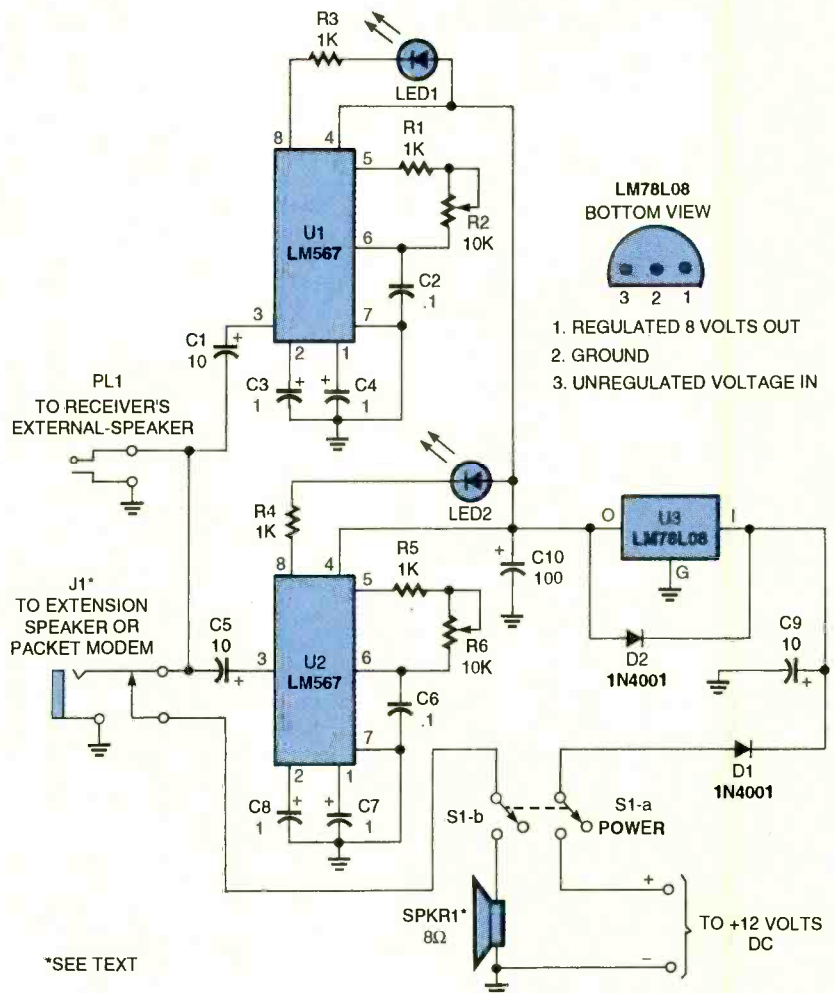 R3
1K
LED1
8
4
R1
1K
5
R2
10K
U1
LM567
6
C2
.1
3
7
C1
10
+
2
1
C3
1
+
+
C4
1
LM78L08
BOTTOM VIEW
3 2 1
1. REGULATED 8 VOLTS OUT
2. GROUND
3. UNREGULATED VOLTAGE IN
PL1
TO RECEIVER'S
EXTERNAL-SPEAKER
LED2
R4
1K
8
4
R5
1K
5
R6
10K
J1*
TO EXTENSION
SPEAKER OR
PACKET MODEM
C5
10
+
3
U2
LM567
6
C6
.1
7
2
1
C8
1
+
+
C7
1
+
C10
100
O
U3
LM78L08
I
G
D2
1N4001
C9
10
+
D1
1N4001
S1-b
S1-a
POWER
SPKR1*
8Ω
+
−
TO +12 VOLTS
DC
*SEE TEXT